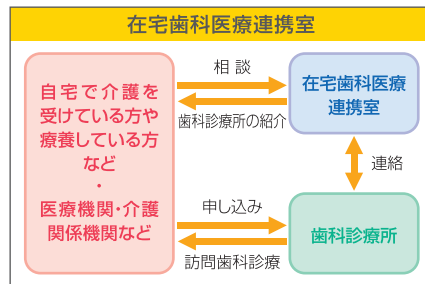 在宅歯科医療連携室
自宅で介護を
受けている方や
療養している方
など
・
医療機関・介護
関係機関など
相談
歯科診療所の紹介
在宅歯科医療
連携室
連絡
申し込み
訪問歯科診療
歯科診療所